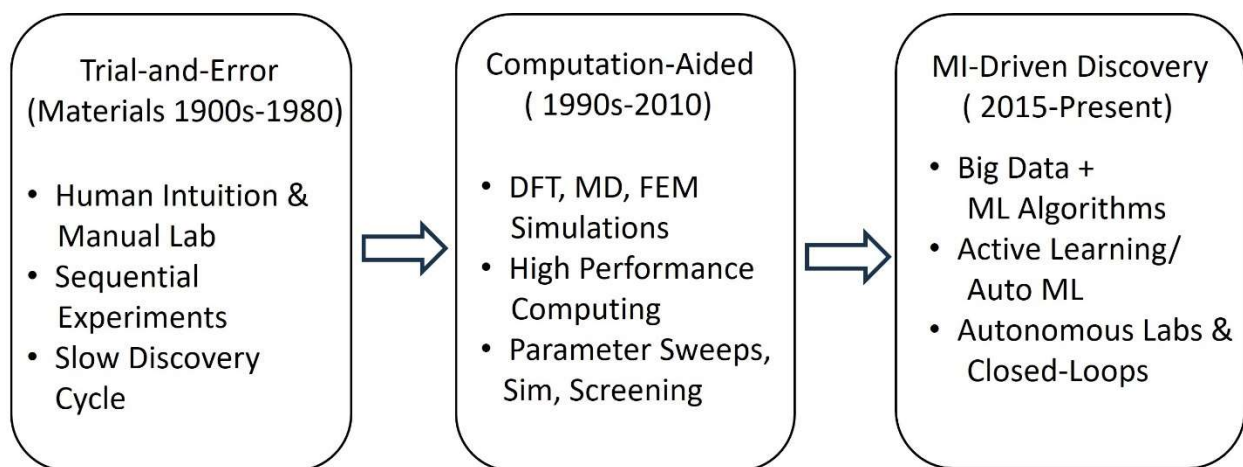 Trial-and-Error
(Materials 1900s-1980)
• Human Intuition &
Manual Lab
• Sequential
Experiments
• Slow Discovery
Cycle
Computation-Aided
( 1990s-2010)
• DFT, MD, FEM
Simulations
• High Performance
Computing
• Parameter Sweeps,
Sim, Screening
MI-Driven Discovery
( 2015-Present)
• Big Data +
ML Algorithms
• Active Learning/
Auto ML
• Autonomous Labs &
Closed-Loops